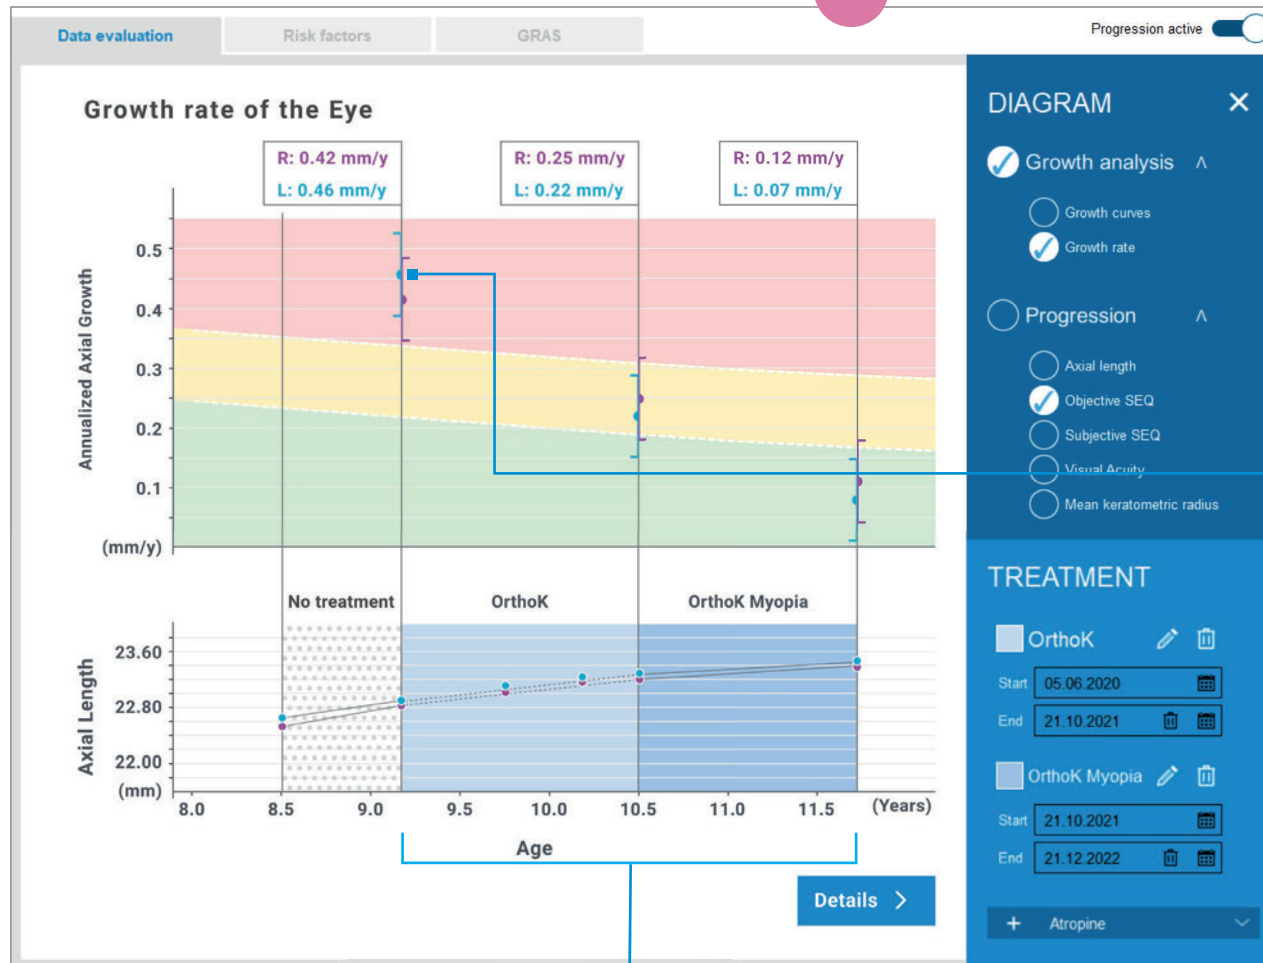 Data evaluation
Risk factors
GRAS
Progression active
Growth rate of the Eye
R: 0.42 mm/y
L: 0.46 mm/y
R: 0.25 mm/y
L: 0.22 mm/y
R: 0.12 mm/y
L: 0.07 mm/y
Annualized Axial Growth
0.5
0.4
0.3
0.2
0.1
(mm/y)
No treatment
OrthoK
OrthoK Myopia
Axial Length
23.60
22.80
22.00
(mm)
8.0 8.5 9.0 9.5 10.0 10.5 11.0 11.5 (Years)
Age
Details
DIAGRAM
Growth analysis
Growth curves
Growth rate
Progression
Axial length
Objective SEQ
Subjective SEQ
Visual Acuity
Mean keratometric radius
TREATMENT
OrthoK
Start 05.06.2020
End 21.10.2021
OrthoK Myopia
Start 21.10.2021
End 21.12.2022
+ Atropine